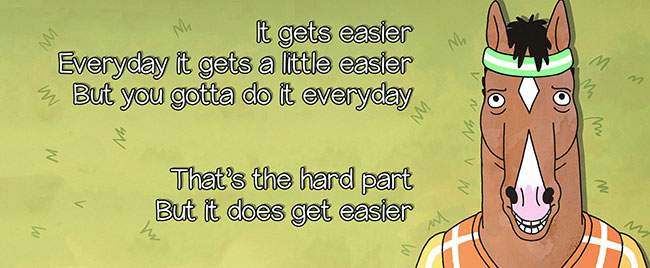 It gets easier
Everyday it gets a little easier
But you gotta do it everyday
That's the hard part
But it does get easier